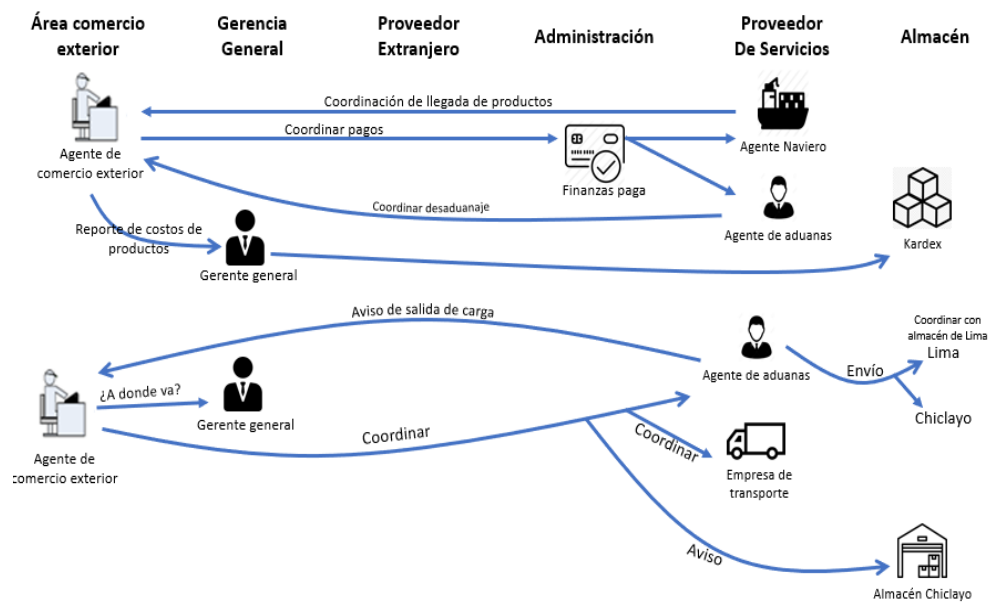 Área comercio
exterior
Gerencia
General
Proveedor
Extranjero
Administración
Proveedor
De Servicios
Almacén
Coordinación de llegada de productos
Coordinar pagos
Agente Naviero
Agente de
comercio exterior
Finanzas paga
Coordinar desaduanaje
Agente de aduanas
Kardex
Reporte de costos de
productos
Gerente general
Aviso de salida de carga
Agente de aduanas
Coordinar con
almacén de Lima
Lima
Envío
Chiclayo
¿A donde va?
Gerente general
Coordinar
Coordinar
Agente de
comercio exterior
Empresa de
transporte
Aviso
Almacén Chiclayo